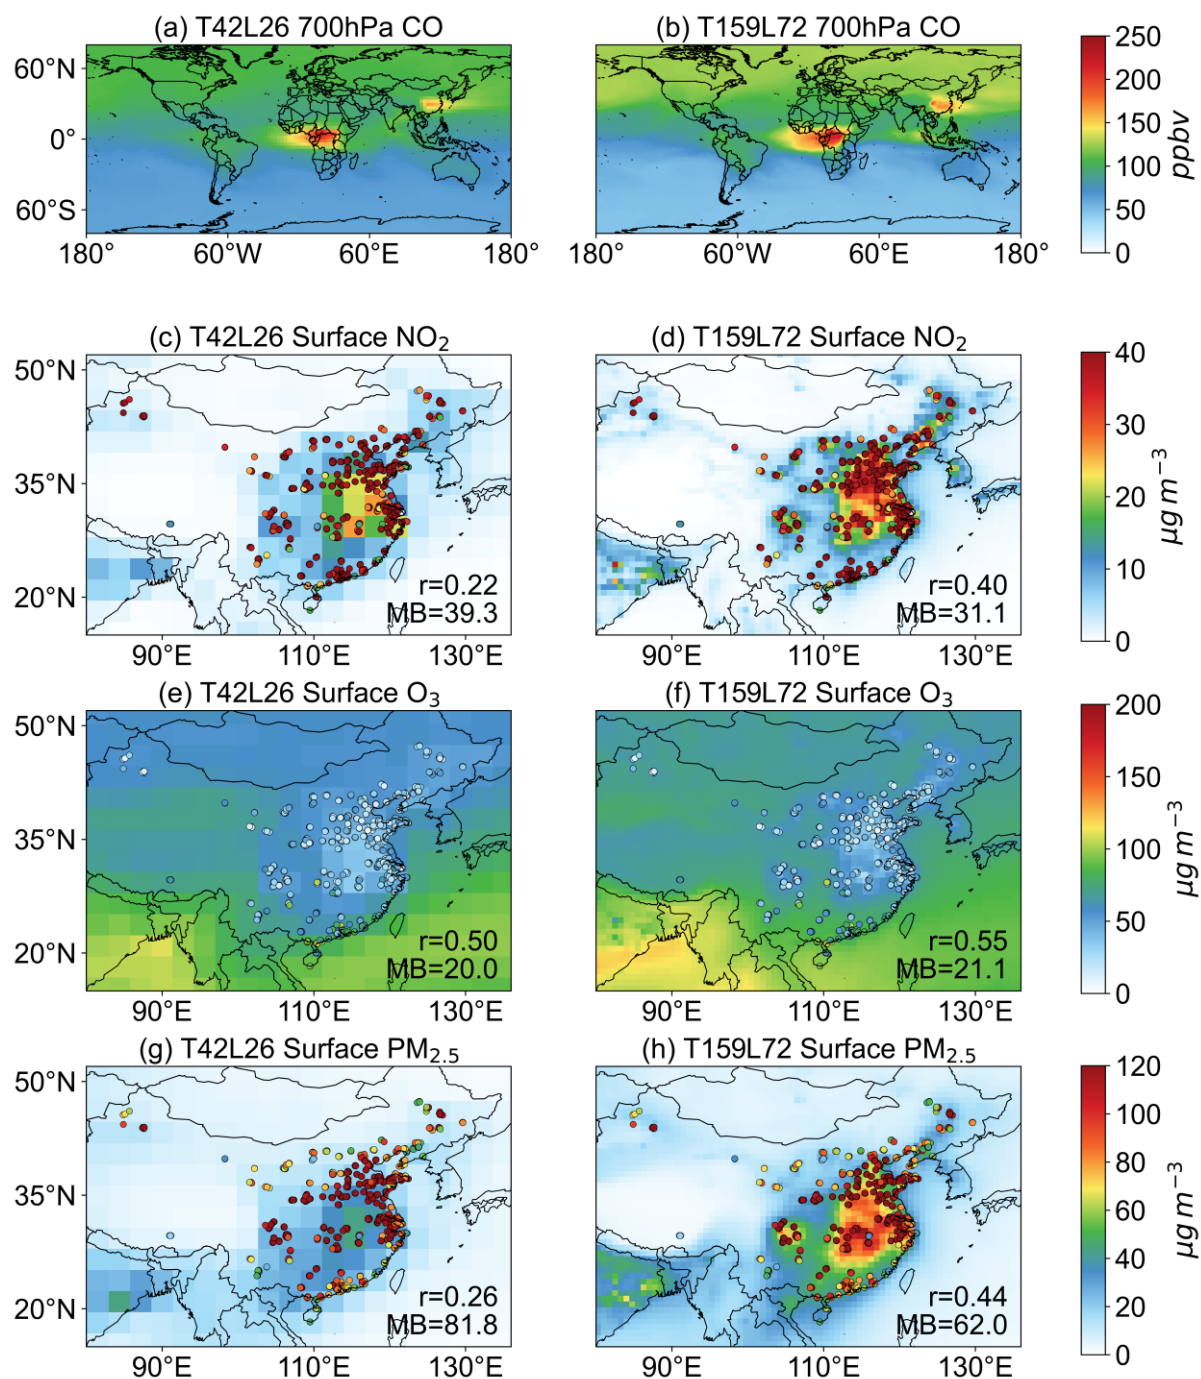 (a) T42L26 700hPa CO
(b) T159L72 700hPa CO
60°N
0°
60°S
180° 60°W 60°E 180°
180° 60°W 60°E 180°
250
200
150
100
50
0
ppbv
(c) T42L26 Surface NO₂
(d) T159L72 Surface NO₂
50°N
35°N
20°N
r=0.22
MB=39.3
r=0.40
MB=31.1
90°E 110°E 130°E
90°E 110°E 130°E
40
30
20
10
0
μg m⁻³
(e) T42L26 Surface O₃
(f) T159L72 Surface O₃
50°N
35°N
20°N
r=0.50
MB=20.0
r=0.55
MB=21.1
90°E 110°E 130°E
90°E 110°E 130°E
200
150
100
50
0
μg m⁻³
(g) T42L26 Surface PM₂.₅
(h) T159L72 Surface PM₂.₅
50°N
35°N
20°N
r=0.26
MB=81.8
r=0.44
MB=62.0
90°E 110°E 130°E
90°E 110°E 130°E
120
100
80
60
40
20
0
μg m⁻³